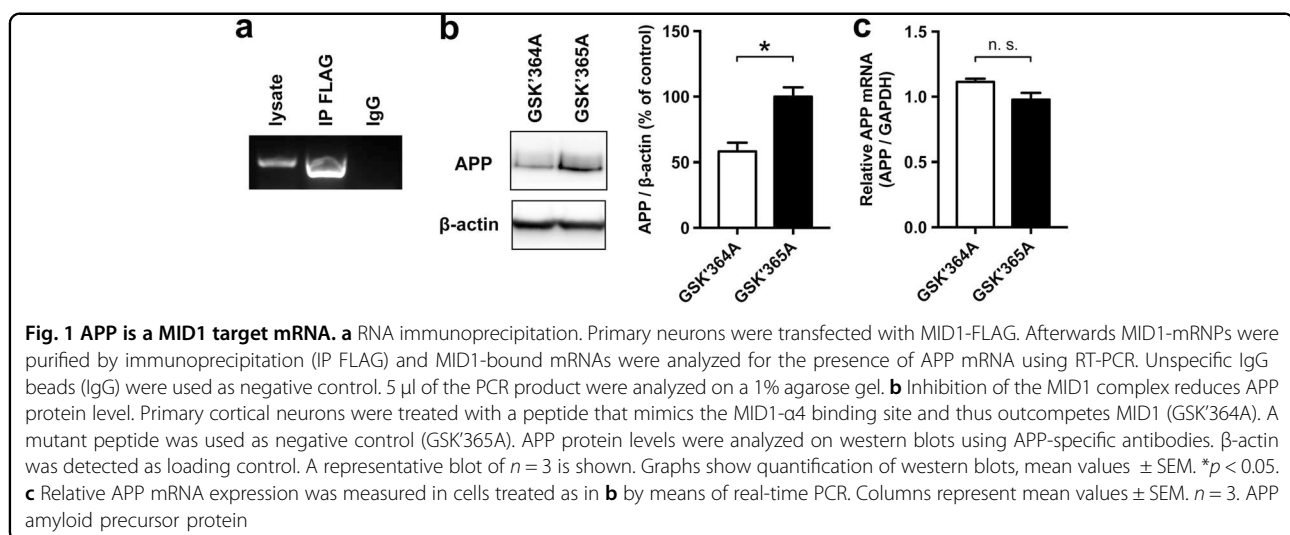 a
lysate
IP FLAG
IgG
b
GSK'364A
GSK'365A
APP
β-actin
APP / β-actin (% of control)
150
100
50
0
*
GSK'364A
GSK'365A
c
Relative APP mRNA
(APP / GAPDH)
1.5
1.0
0.5
0.0
n. s.
GSK'364A
GSK'365A
Fig. 1 APP is a MID1 target mRNA. a RNA immunoprecipitation. Primary neurons were transfected with MID1-FLAG. Afterwards MID1-mRNPs were
purified by immunoprecipitation (IP FLAG) and MID1-bound mRNAs were analyzed for the presence of APP mRNA using RT-PCR. Unspecific IgG
beads (IgG) were used as negative control. 5 μl of the PCR product were analyzed on a 1% agarose gel. b Inhibition of the MID1 complex reduces APP
protein level. Primary cortical neurons were treated with a peptide that mimics the MID1-α4 binding site and thus outcompetes MID1 (GSK'364A). A
mutant peptide was used as negative control (GSK'365A). APP protein levels were analyzed on western blots using APP-specific antibodies. β-actin
was detected as loading control. A representative blot of n = 3 is shown. Graphs show quantification of western blots, mean values ± SEM. *p < 0.05.
c Relative APP mRNA expression was measured in cells treated as in b by means of real-time PCR. Columns represent mean values ± SEM. n = 3. APP
amyloid precursor protein